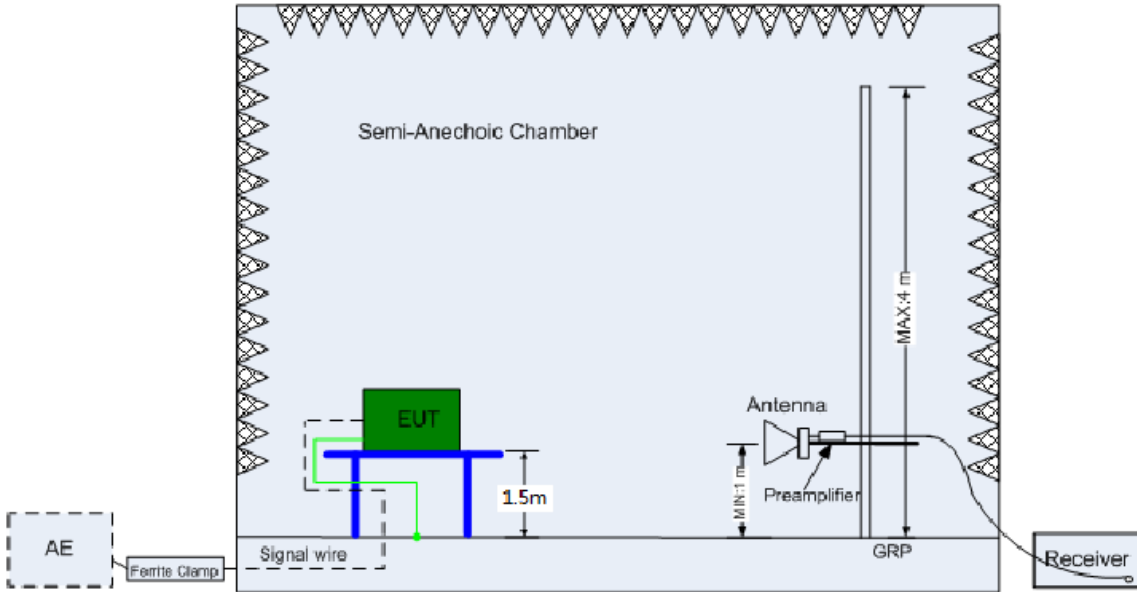 Semi-Anechoic Chamber
MAX:4 m
EUT
Antenna
1.5m
MIN:1 m
Preamplifier
AE
Ferrite Clamp
Signal wire
GRP
Receiver